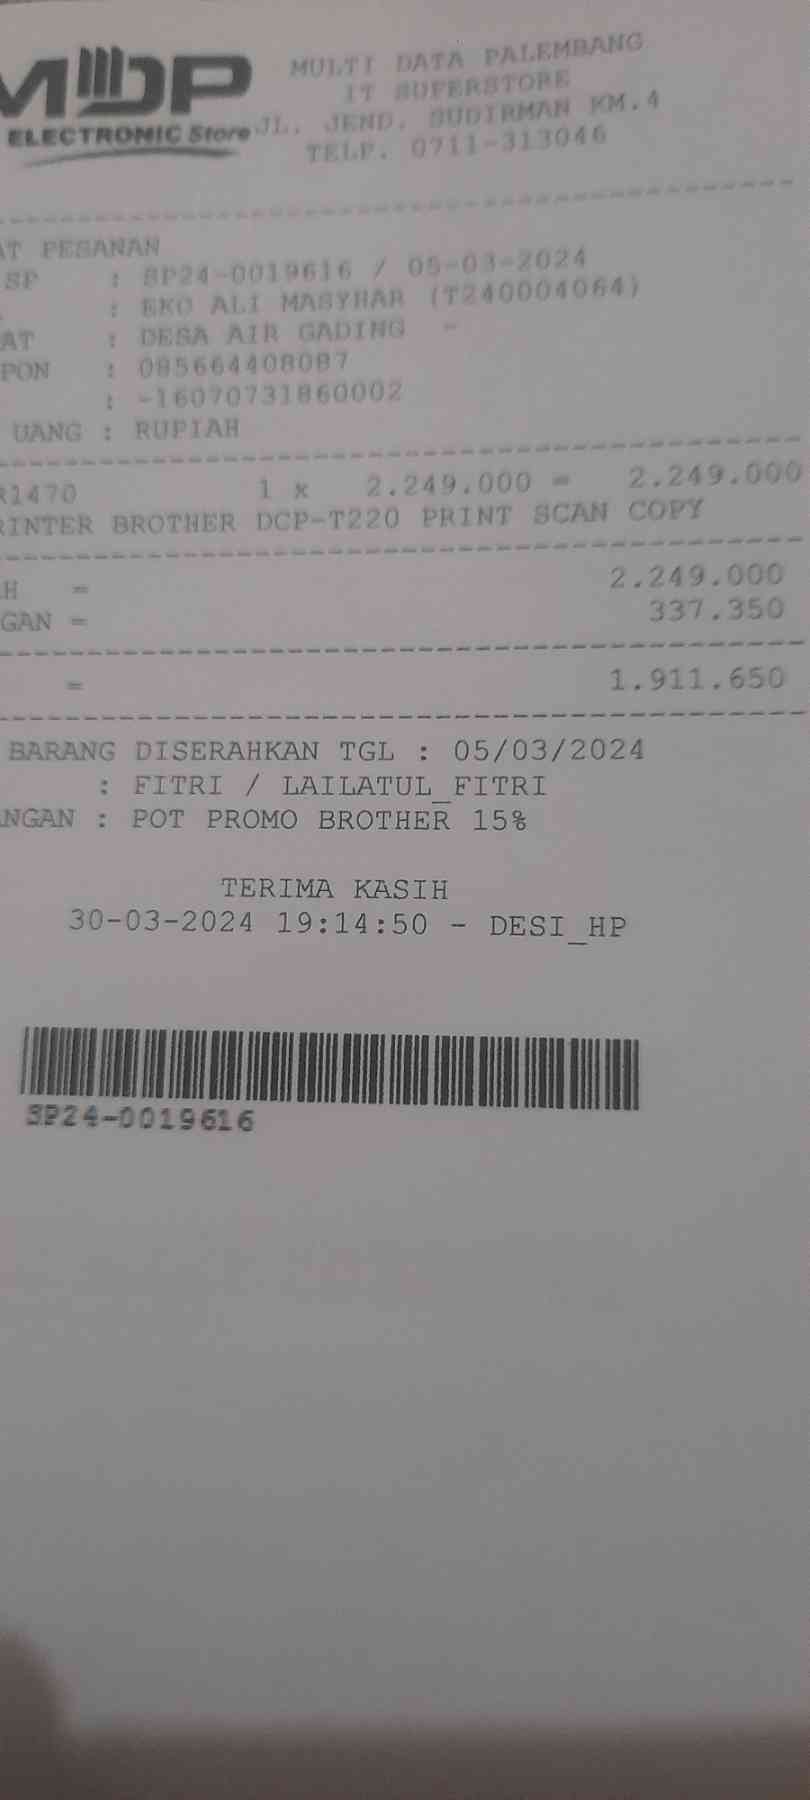 MDP
ELECTRONIC Store
MULTI DATA PALEMBANG
IT SUPERSTORE
JL. JEND. SUDIRMAN KM.4
TELP. 0711-313046
AT PESANAN
SP : SP24-0019616 / 05-03-2024
: EKO ALI MASYHAR (T240004064)
AT : DESA AIR GADING -
PON : 085664408087
: -16070731860002
UANG : RUPIAH
R1470 1 x 2.249.000 = 2.249.000
RINTER BROTHER DCP-T220 PRINT SCAN COPY
AH = 2.249.000
GAN = 337.350
= 1.911.650
BARANG DISERAHKAN TGL : 05/03/2024
: FITRI / LAILATUL_FITRI
ANGAN : POT PROMO BROTHER 15%
TERIMA KASIH
30-03-2024 19:14:50 - DESI_HP
SP24-0019616